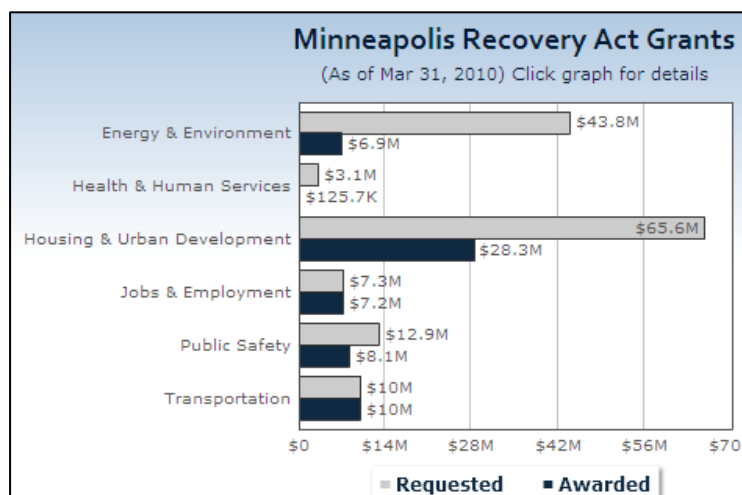 Minneapolis Recovery Act Grants
(As of Mar 31, 2010) Click graph for details
Energy & Environment
$43.8M
$6.9M
Health & Human Services
$3.1M
$125.7K
Housing & Urban Development
$65.6M
$28.3M
Jobs & Employment
$7.3M
$7.2M
Public Safety
$12.9M
$8.1M
Transportation
$10M
$10M
$0 $14M $28M $42M $56M $70
Requested Awarded